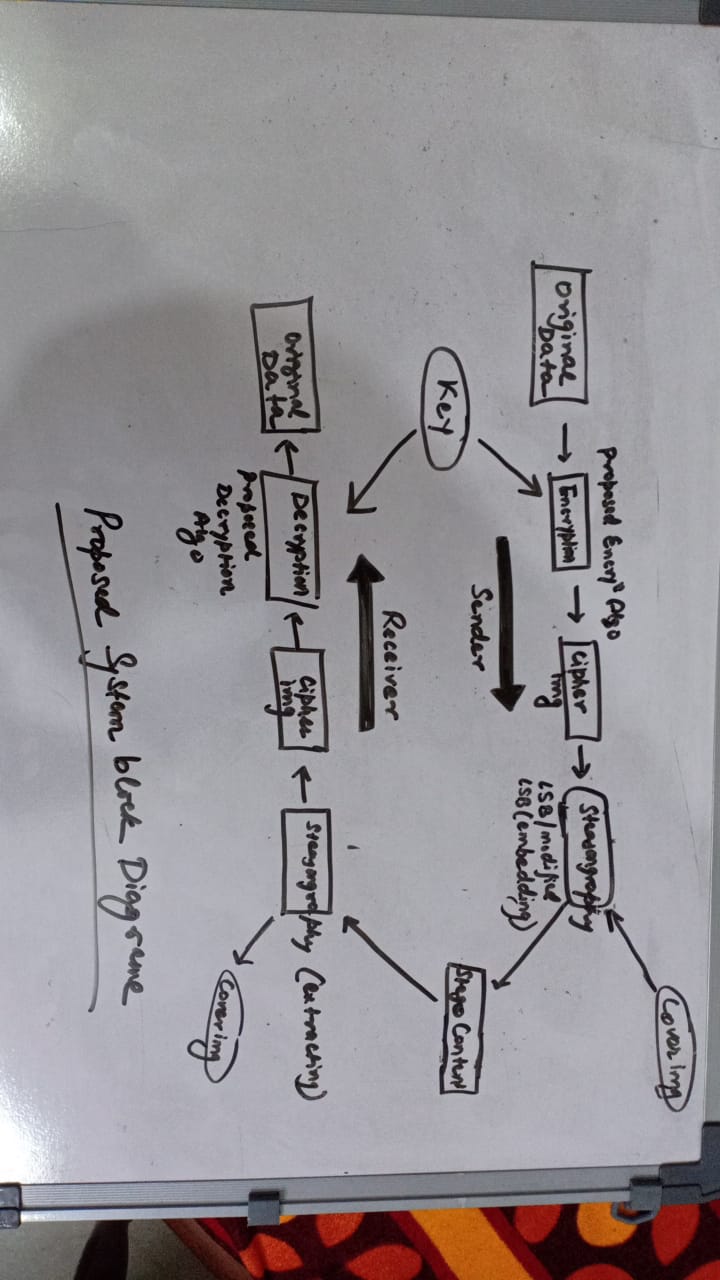 Cover img
Proposed Encrypn Algo
Original
Data
Encryption
Cipher
img
Steganography
LSB/modified
LSB(embedding)
Sender
Key
Stego Content
Receiver
Original
Data
Decryption
Cipher
img
Steganography (extracting)
Proposed
Decryption
Algo
Cover img
Proposed System block Diagrame